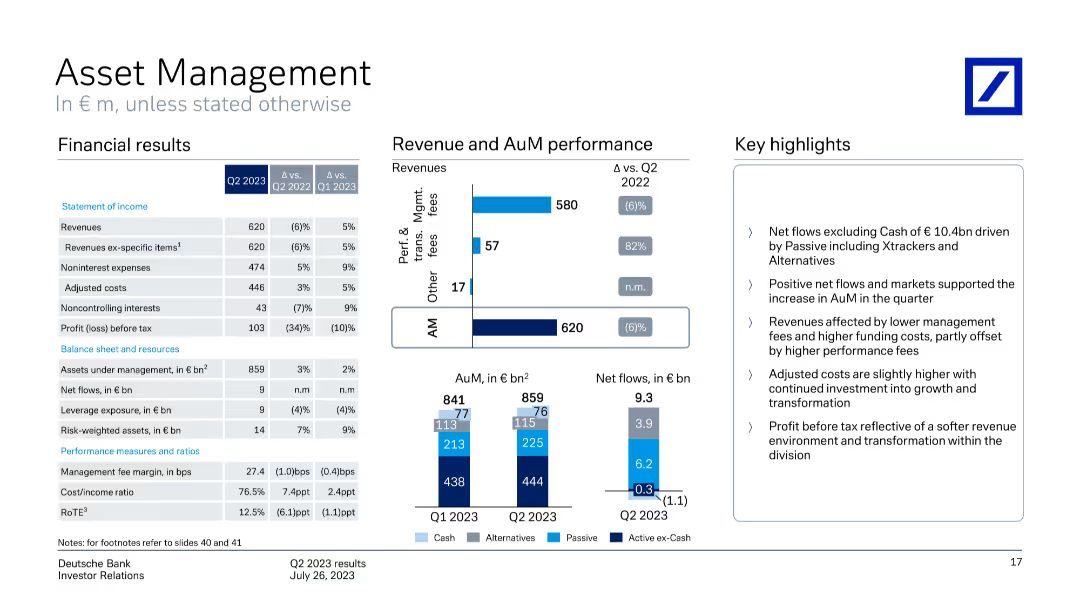 Asset Management
In € m, unless stated otherwise
Financial results
Q2 2023 Δ vs. Q2 2022 Δ vs. Q1 2023
Statement of income
Revenues 620 (6)% 5%
Revenues ex-specific items¹ 620 (6)% 5%
Noninterest expenses 474 5% 9%
Adjusted costs 446 3% 5%
Noncontrolling interests 43 (7)% 9%
Profit (loss) before tax 103 (34)% (10)%
Balance sheet and resources
Assets under management, in € bn² 859 3% 2%
Net flows, in € bn 9 n.m n.m
Leverage exposure, in € bn 9 (4)% (4)%
Risk-weighted assets, in € bn 14 7% 9%
Performance measures and ratios
Management fee margin, in bps 27.4 (1.0)bps (0.4)bps
Cost/income ratio 76.5% 7.4ppt 2.4ppt
RoTE³ 12.5% (6.1)ppt (1.1)ppt
Notes: for footnotes refer to slides 40 and 41
Revenue and AuM performance
Revenues
Δ vs. Q2
2022
Mgmt.
fees
580 (6)%
Perf. &
trans.
fees
57 82%
Other
17 n.m.
AM
620 (6)%
AuM, in € bn²
841 859
77 76
113 115
213 225
438 444
Q1 2023 Q2 2023
Net flows, in € bn
9.3
3.9
6.2
0.3
(1.1)
Q2 2023
Cash Alternatives Passive Active ex-Cash
Key highlights
〉 Net flows excluding Cash of € 10.4bn driven
by Passive including Xtrackers and
Alternatives
〉 Positive net flows and markets supported the
increase in AuM in the quarter
〉 Revenues affected by lower management
fees and higher funding costs, partly offset
by higher performance fees
〉 Adjusted costs are slightly higher with
continued investment into growth and
transformation
〉 Profit before tax reflective of a softer revenue
environment and transformation within the
division
Deutsche Bank
Investor Relations
Q2 2023 results
July 26, 2023
17